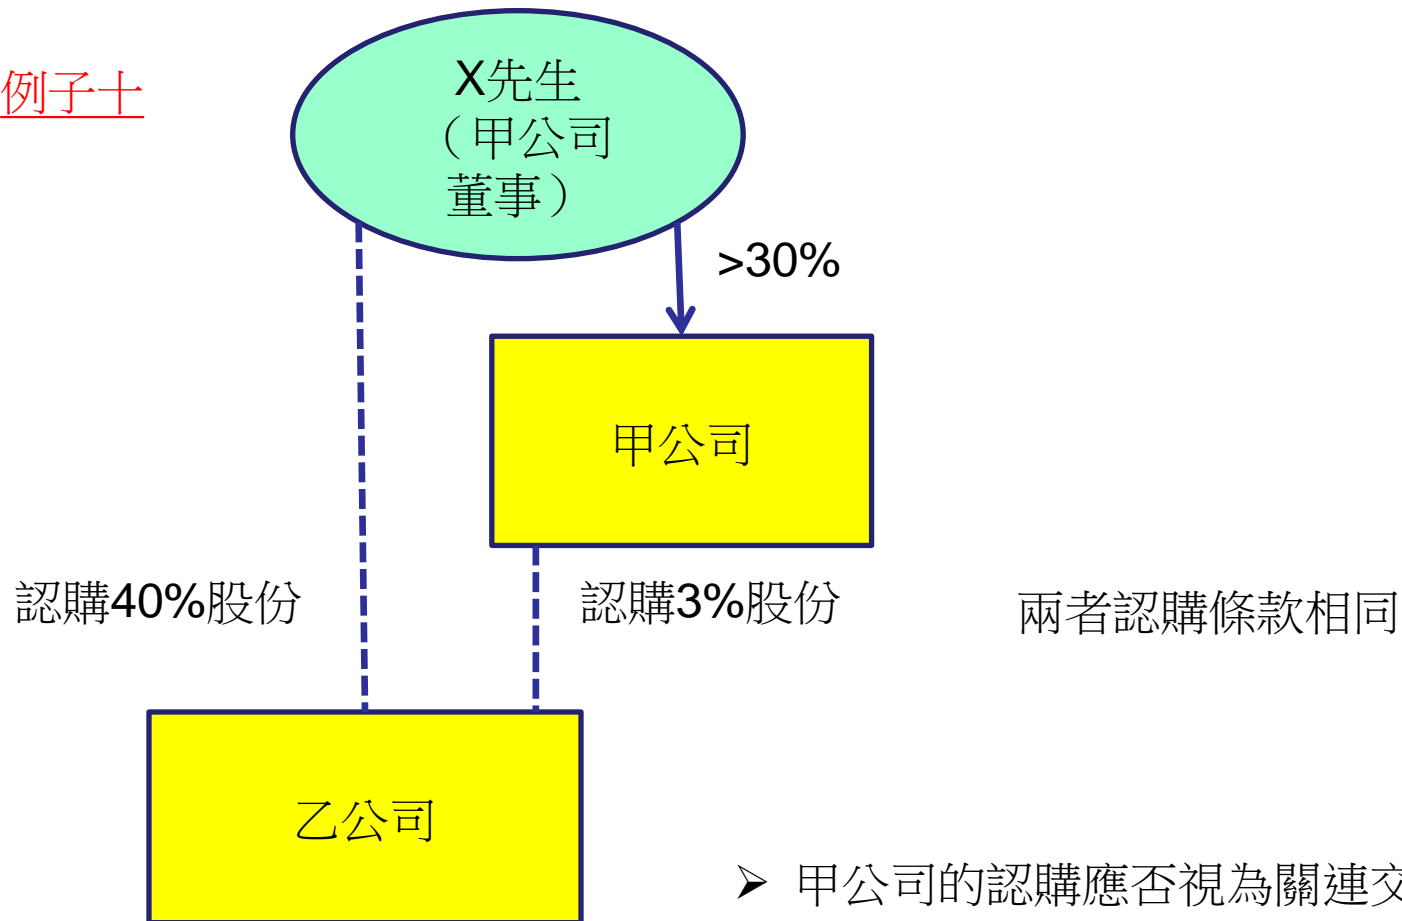 例子十
X先生
（甲公司
董事）
>30%
甲公司
認購40%股份
認購3%股份
兩者認購條款相同
乙公司
➢ 甲公司的認購應否視為關連交